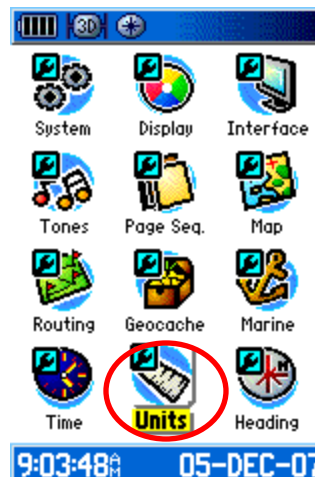 3D
System Display Interface
Tones Page Seq. Map
Routing Geocache Marine
Time Units Heading
9:03:48AM 05-DEC-07